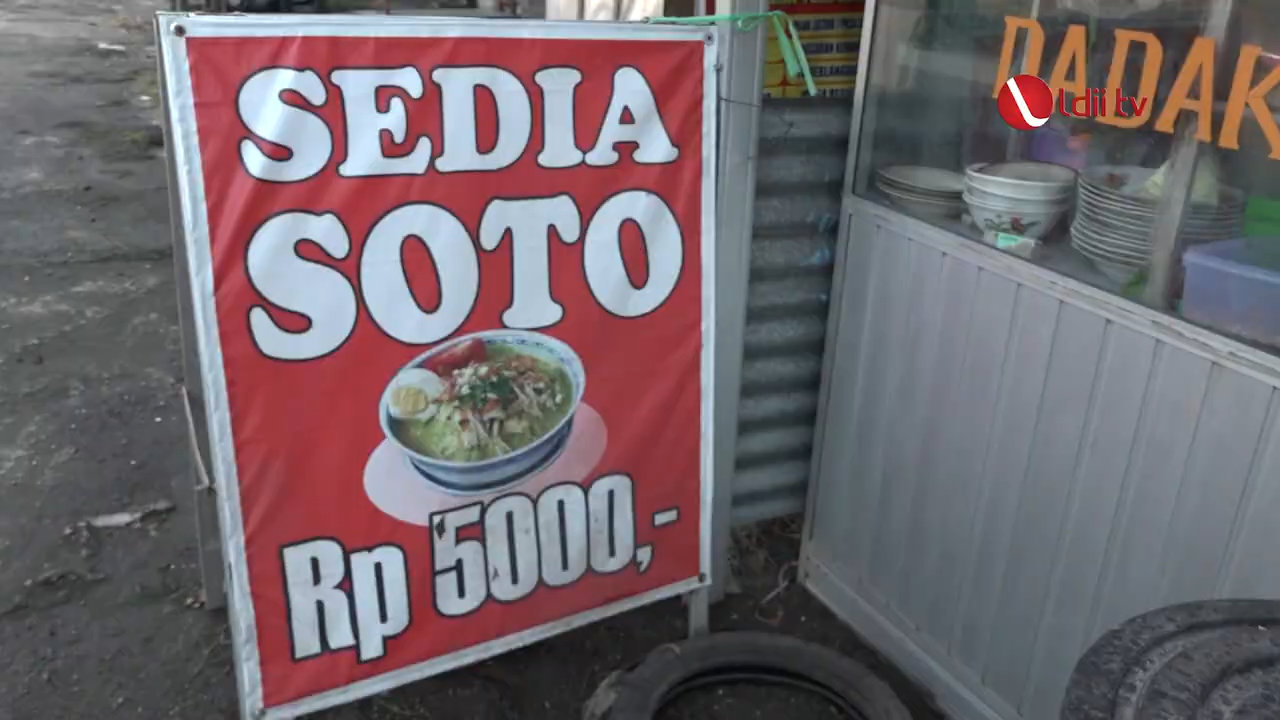 SEDIA
SOTO
Rp 5000,-
DADAK
ldii tv